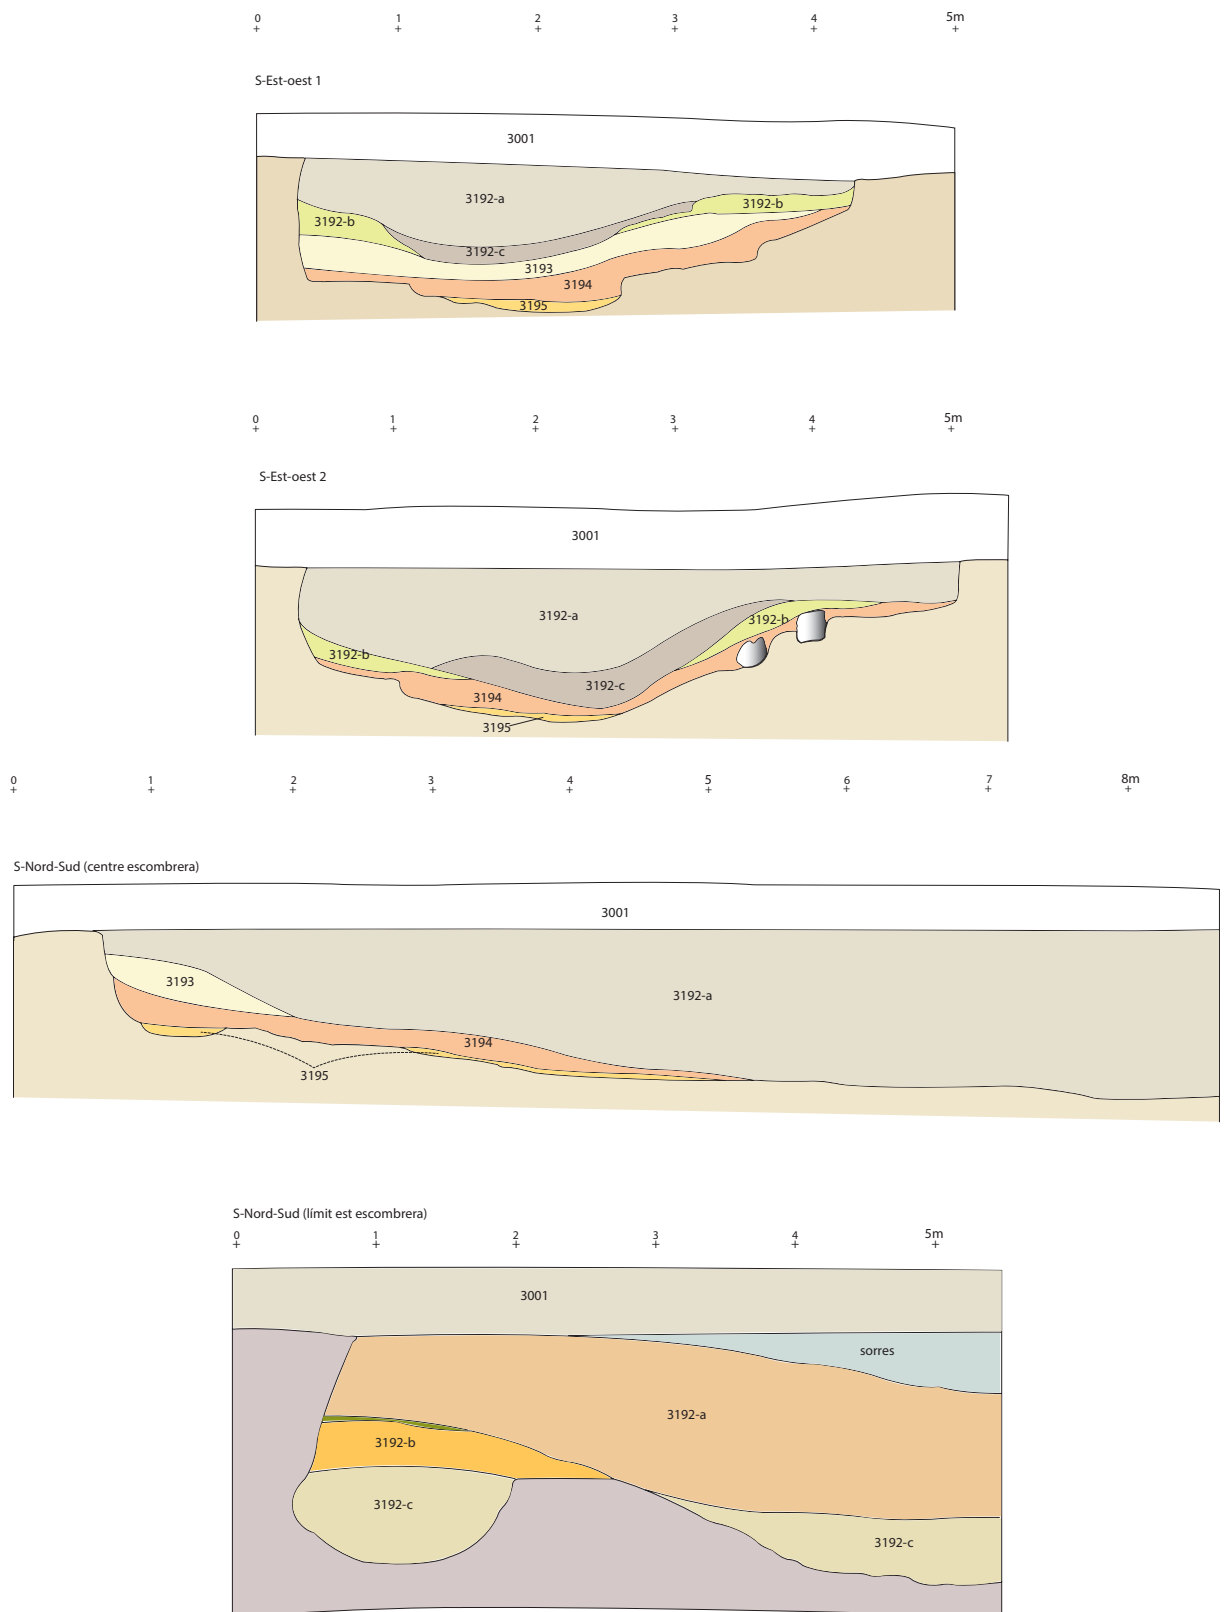 0 1 2 3 4 5m
S-Est-oest 1
3001
3192-a
3192-b
3192-b
3192-c
3193
3194
3195
0 1 2 3 4 5m
S-Est-oest 2
3001
3192-a
3192-b
3192-b
3192-c
3194
3195
0 1 2 3 4 5 6 7 8m
S-Nord-Sud (centre escombrera)
3001
3193
3192-a
3194
3195
S-Nord-Sud (límit est escombrera)
0 1 2 3 4 5m
3001
sorres
3192-a
3192-b
3192-c
3192-c